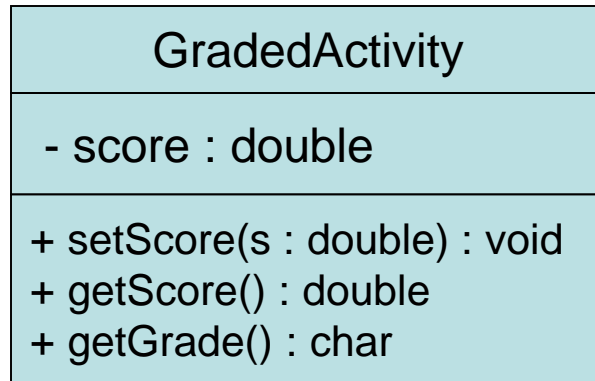 GradedActivity
- score : double
+ setScore(s : double) : void
+ getScore() : double
+ getGrade() : char